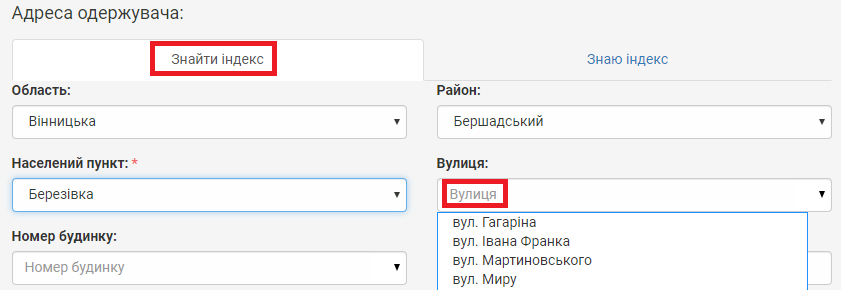 Адреса одержувача:
Знайти індекс
Знаю індекс
Область:
Район:
Вінницька
Бершадський
Населений пункт: *
Вулиця:
Березівка
Вулиця
вул. Гагаріна
вул. Івана Франка
вул. Мартиновського
вул. Миру
Номер будинку:
Номер будинку